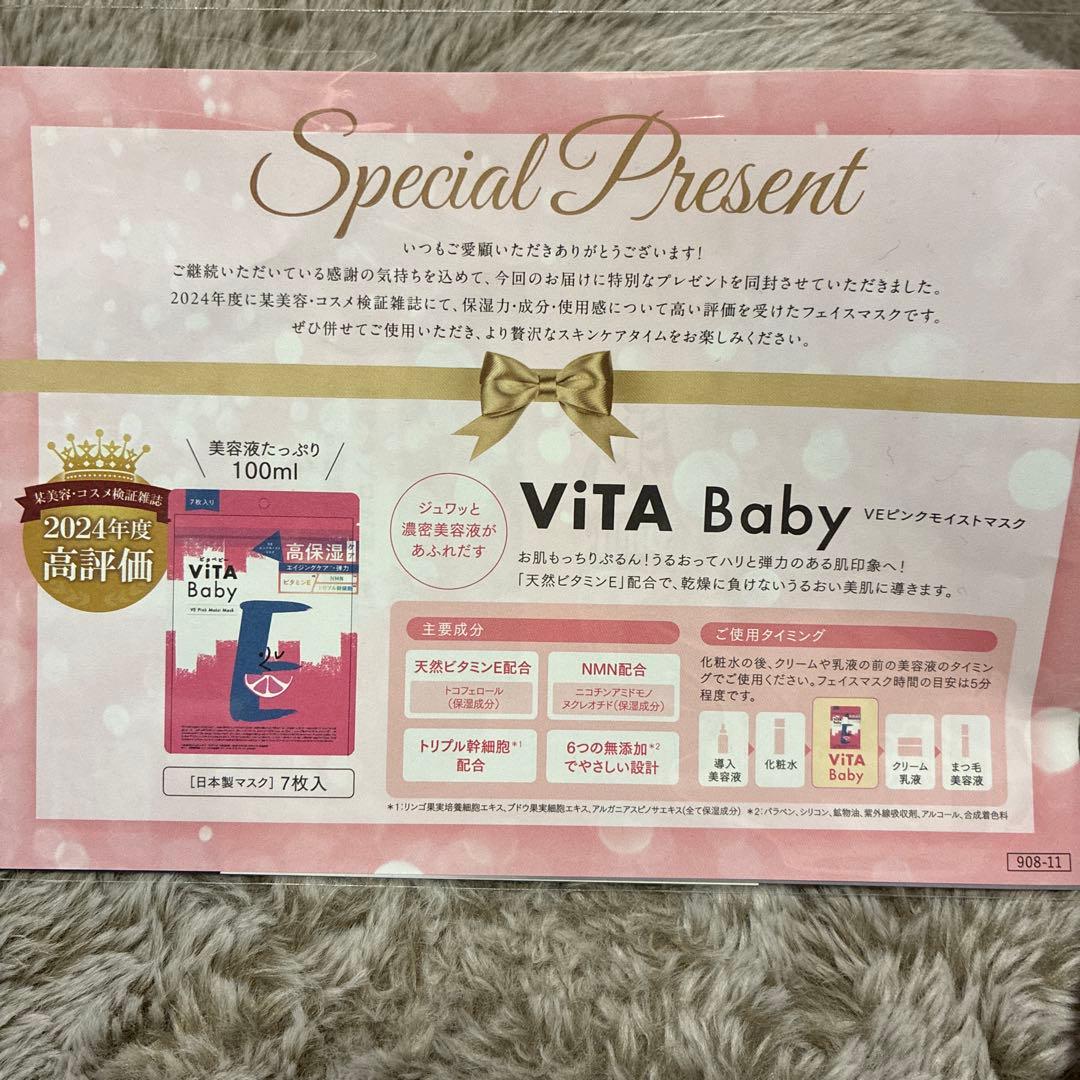 Special Present
いつもご愛顧いただきありがとうございます!
ご継続いただいている感謝の気持ちを込めて、今回のお届けに特別なプレゼントを同封させていただきました。
2024年度に某美容・コスメ検証雑誌にて、保湿力・成分・使用感について高い評価を受けたフェイスマスクです。
ぜひ併せてご使用いただき、より贅沢なスキンケアタイムをお楽しみください。
某美容・コスメ検証雑誌
2024年度
高評価
美容液たっぷり
100ml
7枚入り
高保湿
エイジングケア
弾力
ビタミンE
NMN
トリプル幹細胞
ビタベビー
ViTA
Baby
VE Pink Moist Mask
[日本製マスク] 7枚入
ジュワッと
濃密美容液が
あふれだす
ViTA Baby VEピンクモイストマスク
お肌もっちりぷるん!うるおってハリと弾力のある肌印象へ!
「天然ビタミンE」配合で、乾燥に負けないうるおい美肌に導きます。
主要成分
天然ビタミンE配合
トコフェロール
(保湿成分)
NMN配合
ニコチンアミドモノ
ヌクレオチド(保湿成分)
トリプル幹細胞*1
配合
6つの無添加*2
でやさしい設計
ご使用タイミング
化粧水の後、クリームや乳液の前の美容液のタイミン
グでご使用ください。フェイスマスク時間の目安は5分
程度です。
導入
美容液
化粧水
ViTA
Baby
クリーム
乳液
まつ毛
美容液
*1:リンゴ果実培養細胞エキス、ブドウ果実細胞エキス、アルガニアスピノサエキス(全て保湿成分) *2:パラベン、シリコン、鉱物油、紫外線吸収剤、アルコール、合成着色料
908-11